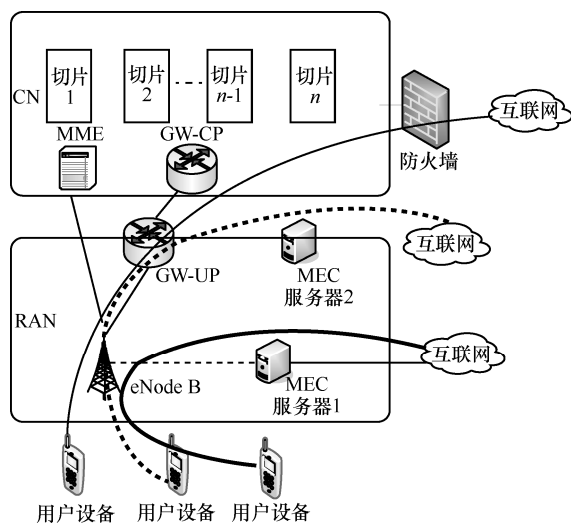 切片
1
切片
2
切片
n-1
切片
n
CN
MME
GW-CP
防火墙
互联网
GW-UP
MEC
服务器2
互联网
RAN
eNode B
MEC
服务器1
互联网
用户设备
用户设备
用户设备